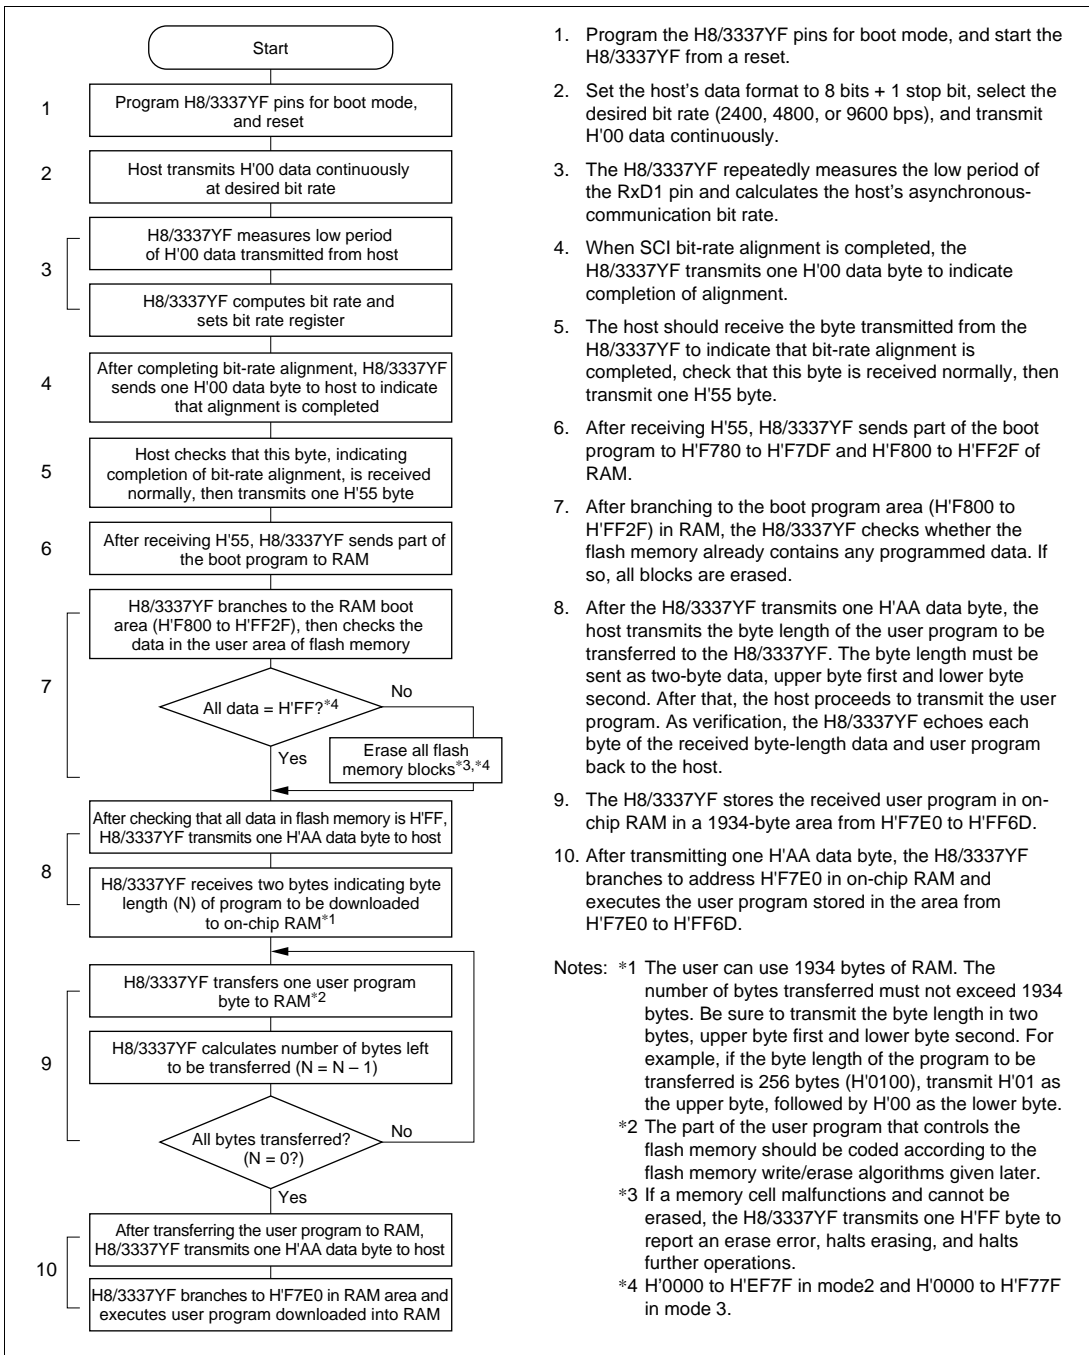 Start
1
Program H8/3337YF pins for boot mode,
and reset
2
Host transmits H'00 data continuously
at desired bit rate
3
H8/3337YF measures low period
of H'00 data transmitted from host
H8/3337YF computes bit rate and
sets bit rate register
4
After completing bit-rate alignment, H8/3337YF
sends one H'00 data byte to host to indicate
that alignment is completed
5
Host checks that this byte, indicating
completion of bit-rate alignment, is received
normally, then transmits one H'55 byte
6
After receiving H'55, H8/3337YF sends part of
the boot program to RAM
7
H8/3337YF branches to the RAM boot
area (H'F800 to H'FF2F), then checks the
data in the user area of flash memory
All data = H'FF?*4
No
Yes
Erase all flash
memory blocks*3,*4
8
After checking that all data in flash memory is H'FF,
H8/3337YF transmits one H'AA data byte to host
H8/3337YF receives two bytes indicating byte
length (N) of program to be downloaded
to on-chip RAM*1
9
H8/3337YF transfers one user program
byte to RAM*2
H8/3337YF calculates number of bytes left
to be transferred (N = N – 1)
All bytes transferred?
(N = 0?)
No
Yes
10
After transferring the user program to RAM,
H8/3337YF transmits one H'AA data byte to host
H8/3337YF branches to H'F7E0 in RAM area and
executes user program downloaded into RAM
1. Program the H8/3337YF pins for boot mode, and start the
H8/3337YF from a reset.
2. Set the host's data format to 8 bits + 1 stop bit, select the
desired bit rate (2400, 4800, or 9600 bps), and transmit
H'00 data continuously.
3. The H8/3337YF repeatedly measures the low period of
the RxD1 pin and calculates the host's asynchronous-
communication bit rate.
4. When SCI bit-rate alignment is completed, the
H8/3337YF transmits one H'00 data byte to indicate
completion of alignment.
5. The host should receive the byte transmitted from the
H8/3337YF to indicate that bit-rate alignment is
completed, check that this byte is received normally, then
transmit one H'55 byte.
6. After receiving H'55, H8/3337YF sends part of the boot
program to H'F780 to H'F7DF and H'F800 to H'FF2F of
RAM.
7. After branching to the boot program area (H'F800 to
H'FF2F) in RAM, the H8/3337YF checks whether the
flash memory already contains any programmed data. If
so, all blocks are erased.
8. After the H8/3337YF transmits one H'AA data byte, the
host transmits the byte length of the user program to be
transferred to the H8/3337YF. The byte length must be
sent as two-byte data, upper byte first and lower byte
second. After that, the host proceeds to transmit the user
program. As verification, the H8/3337YF echoes each
byte of the received byte-length data and user program
back to the host.
9. The H8/3337YF stores the received user program in on-
chip RAM in a 1934-byte area from H'F7E0 to H'FF6D.
10. After transmitting one H'AA data byte, the H8/3337YF
branches to address H'F7E0 in on-chip RAM and
executes the user program stored in the area from
H'F7E0 to H'FF6D.
Notes: *1 The user can use 1934 bytes of RAM. The
number of bytes transferred must not exceed 1934
bytes. Be sure to transmit the byte length in two
bytes, upper byte first and lower byte second. For
example, if the byte length of the program to be
transferred is 256 bytes (H'0100), transmit H'01 as
the upper byte, followed by H'00 as the lower byte.
*2 The part of the user program that controls the
flash memory should be coded according to the
flash memory write/erase algorithms given later.
*3 If a memory cell malfunctions and cannot be
erased, the H8/3337YF transmits one H'FF byte to
report an erase error, halts erasing, and halts
further operations.
*4 H'0000 to H'EF7F in mode2 and H'0000 to H'F77F
in mode 3.